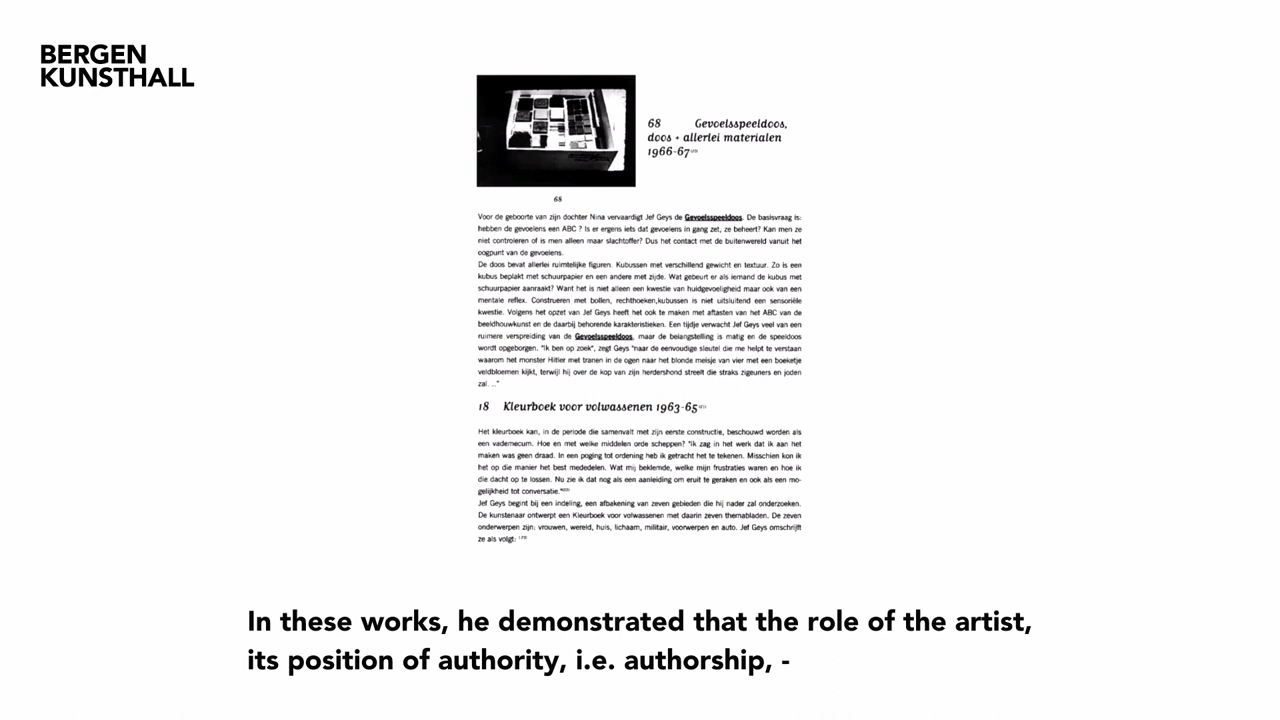 BERGEN
KUNSTHALL
68 Gevoelsspeeldoos,
doos + allerlei materialen
1966-67
68
Voor de geboorte van zijn dochter Nina vervaardigt Jef Geys de Gevoelsspeeldoos. De basisvraag is:
hebben de gevoelens een ABC ? Is er ergens iets dat gevoelens in gang zet, ze beheert? Kan men ze
niet controleren of is men alleen maar slachtoffer? Dus het contact met de buitenwereld vanuit het
oogpunt van de gevoelens.
De doos bevat allerlei ruimtelijke figuren. Kubussen met verschillend gewicht en textuur. Zo is een
kubus beplakt met schuurpapier en een andere met zijde. Wat gebeurt er als iemand de kubus met
schuurpapier aanraakt? Want het is niet alleen een kwestie van huidgevoeligheid maar ook van een
mentale reflex. Construeren met bollen, rechthoeken,kubussen is niet uitsluitend een sensoriële
kwestie. Volgens het opzet van Jef Geys heeft het ook te maken met aftasten van het ABC van de
beeldhouwkunst en de daarbij behorende karakteristieken. Een tijdje verwacht Jef Geys veel van een
ruimere verspreiding van de Gevoelsspeeldoos, maar de belangstelling is matig en de speeldoos
wordt opgeborgen. "Ik ben op zoek", zegt Geys "naar de eenvoudige sleutel die me helpt te verstaan
waarom het monster Hitler met tranen in de ogen naar het blonde meisje van vier met een boeketje
veldbloemen kijkt, terwijl hij over de kop van zijn herdershond streelt die straks zigeuners en joden
zal. .."
18 Kleurboek voor volwassenen 1963-65
Het kleurboek kan, in de periode die samenvalt met zijn eerste constructie, beschouwd worden als
een vademecum. Hoe en met welke middelen orde scheppen? "Ik zag in het werk dat ik aan het
maken was geen draad. In een poging tot ordening heb ik getracht het te tekenen. Misschien kon ik
het op die manier het best mededelen. Wat mij beklemde, welke mijn frustraties waren en hoe ik
die dacht op te lossen. Nu zie ik dat nog als een aanleiding om eruit te geraken en ook als een mo-
gelijkheid tot conversatie."
Jef Geys begint bij een indeling, een afbakening van zeven gebieden die hij nader zal onderzoeken.
De kunstenaar ontwerpt een Kleurboek voor volwassenen met daarin zeven themabladen. De zeven
onderwerpen zijn: vrouwen, wereld, huis, lichaam, militair, voorwerpen en auto. Jef Geys omschrijft
ze als volgt:
In these works, he demonstrated that the role of the artist,
its position of authority, i.e. authorship, -